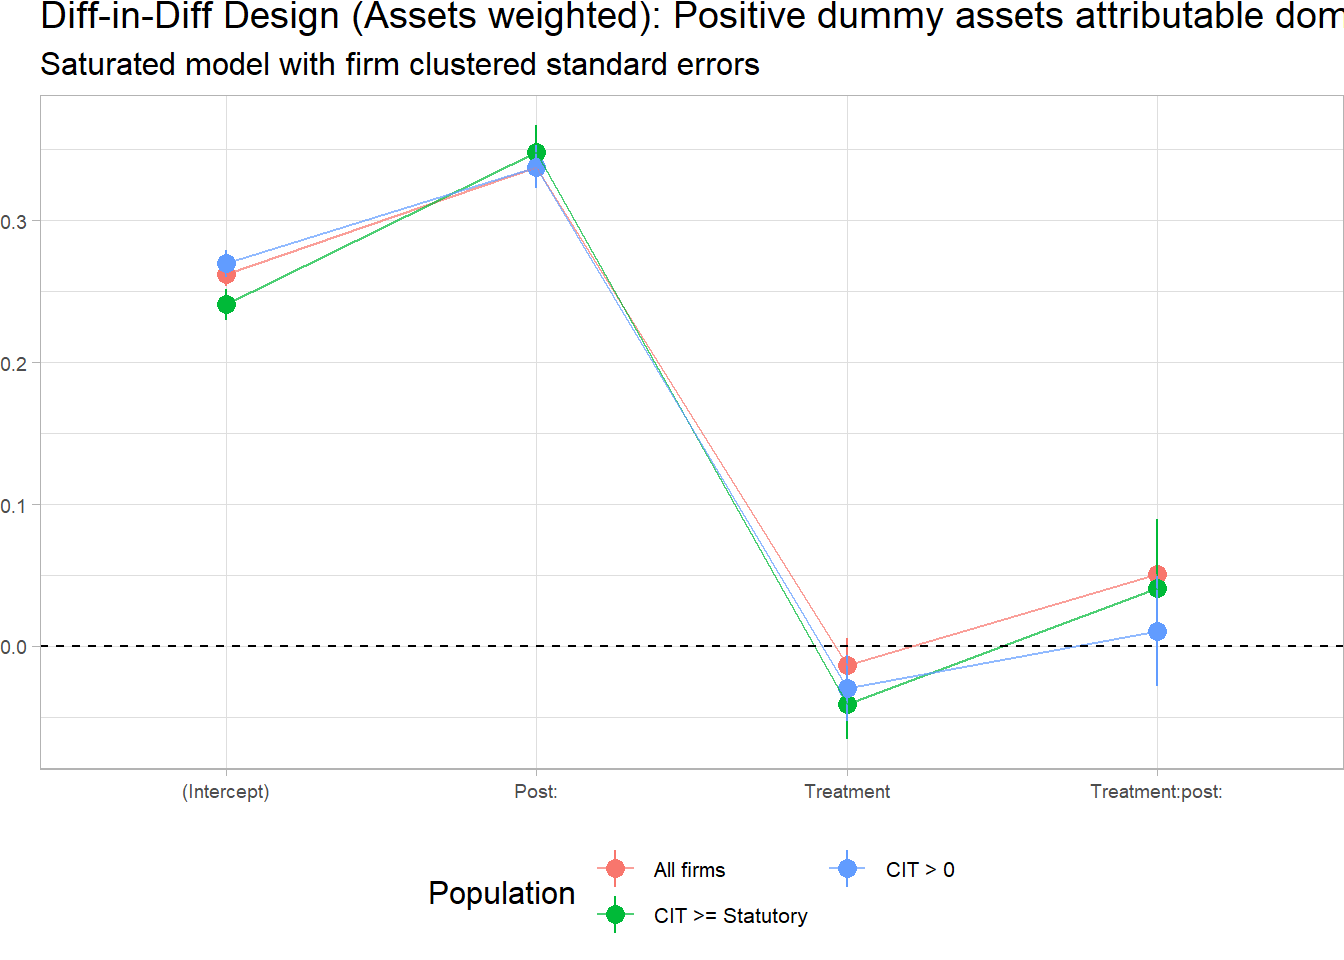 Diff-in-Diff Design (Assets weighted): Positive dummy assets attributable
Saturated model with firm clustered standard errors
0.3
0.2
0.1
0.0
(Intercept) Post: Treatment Treatment:post:
Population
All firms
CIT > 0
CIT >= Statutory